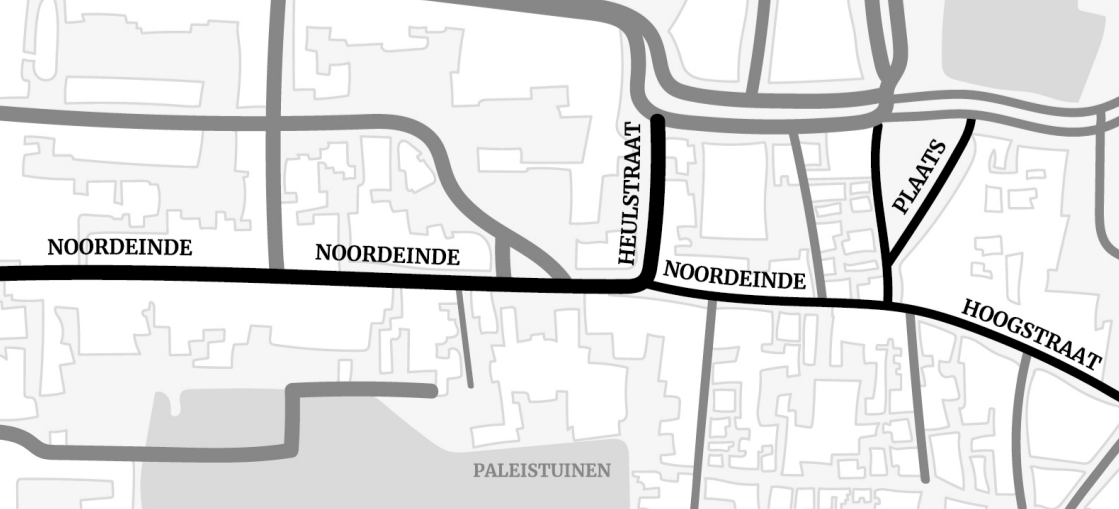 HEULSTRAAT
PLAATS
NOORDEINDE
NOORDEINDE
NOORDEINDE
HOOGSTRAAT
PALEISTUINEN